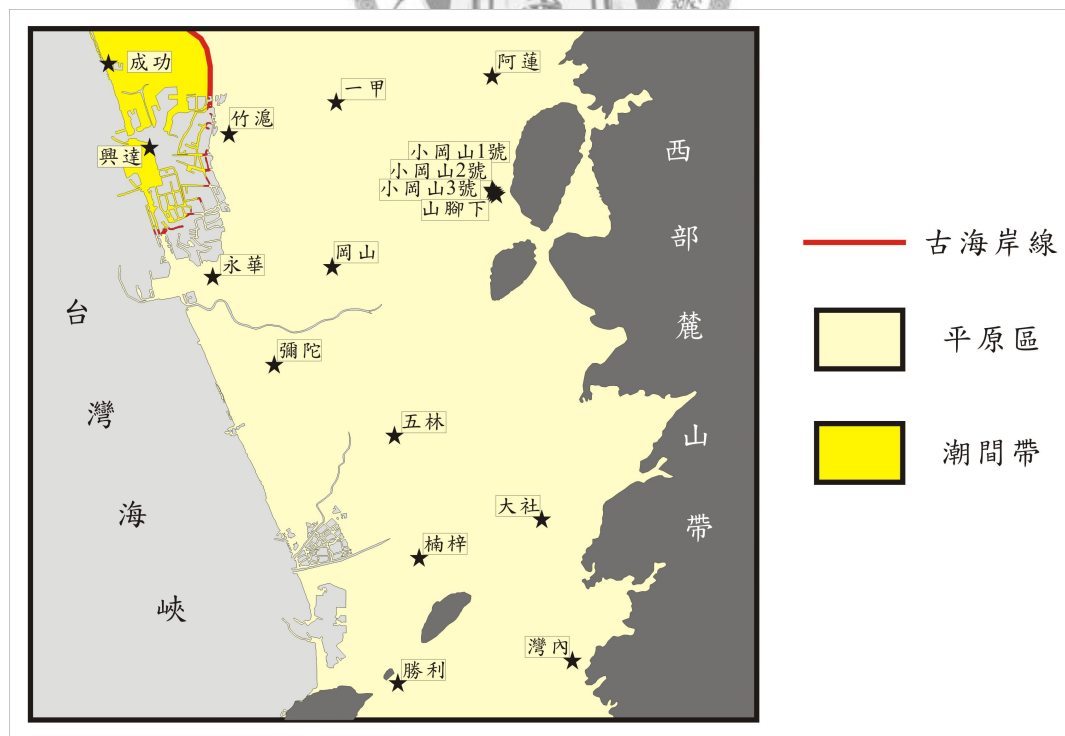 成功
阿蓮
一甲
竹滬
興達
小岡山1號
小岡山2號
小岡山3號
山腳下
永華
岡山
彌陀
五林
大社
楠梓
灣內
勝利
台灣海峽
西部麓山帶
古海岸線
平原區
潮間帶